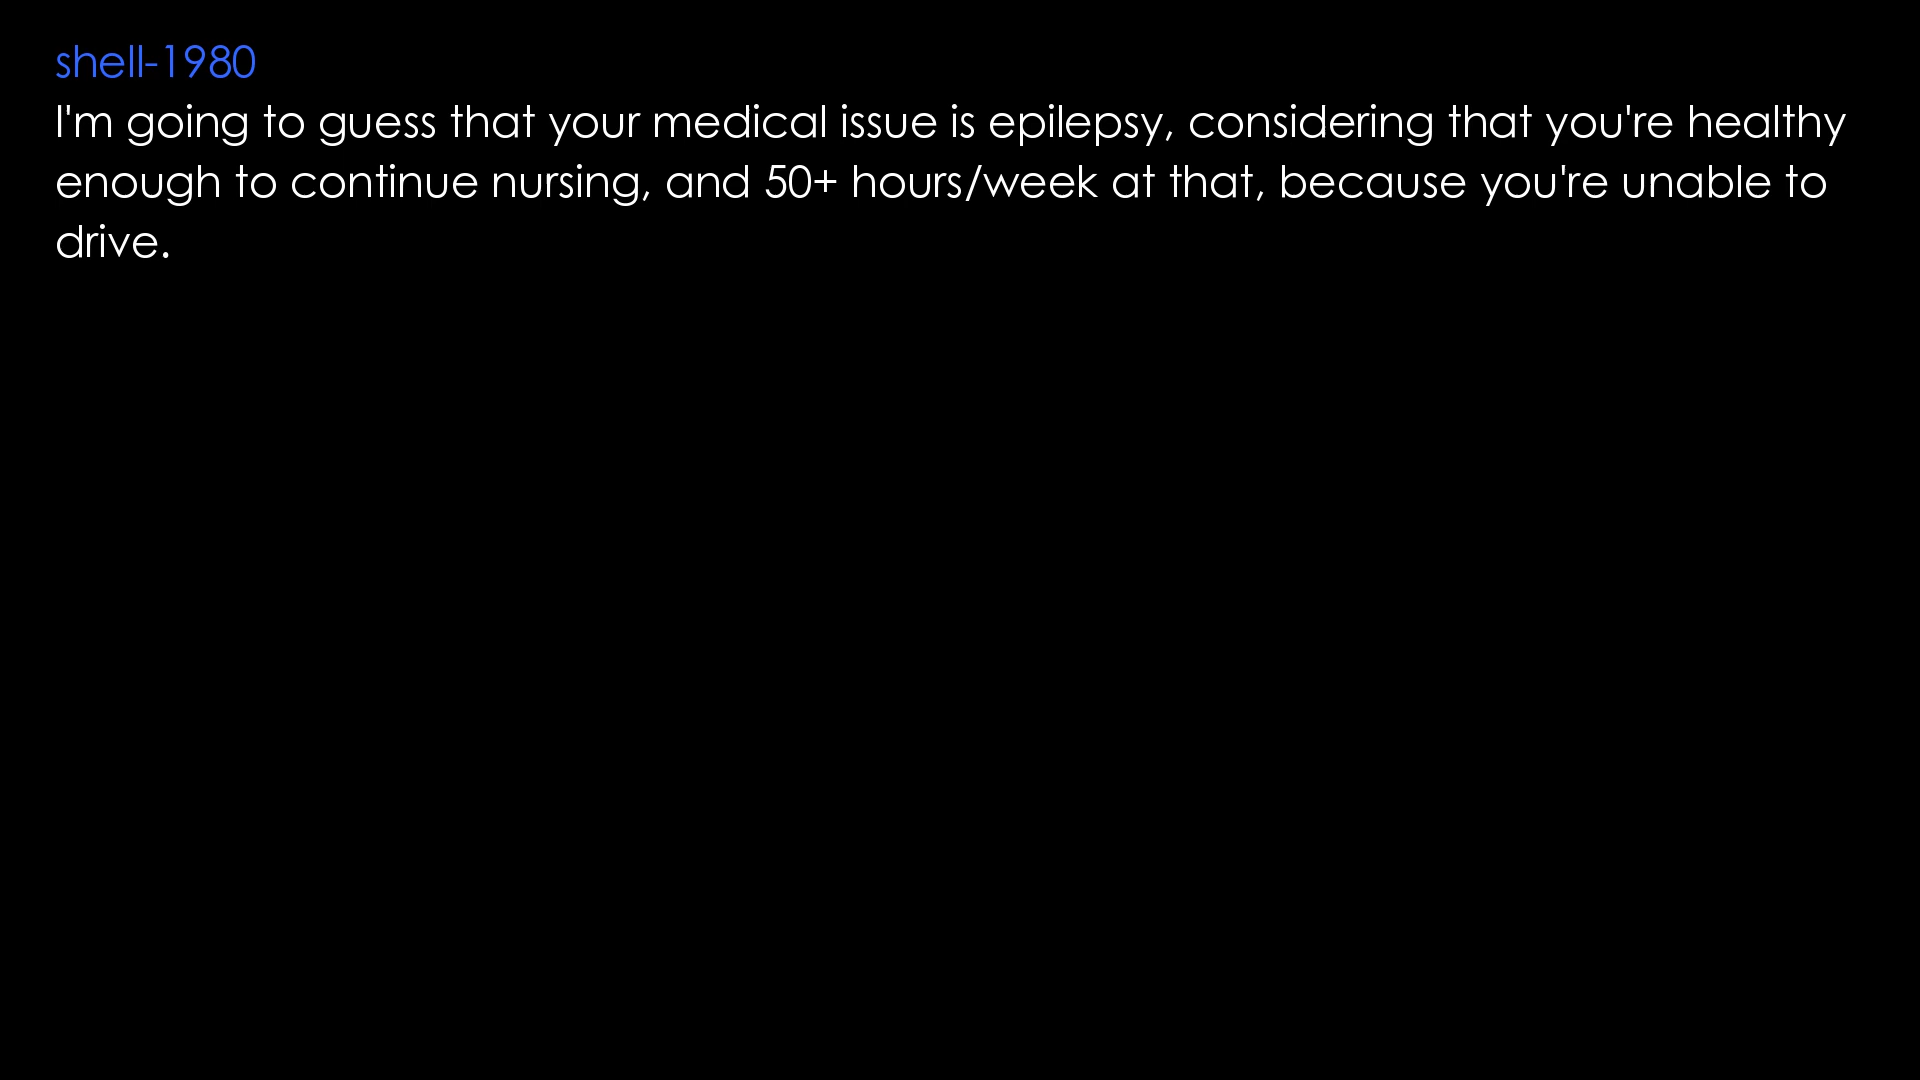 shell-1980
I'm going to guess that your medical issue is epilepsy, considering that you're healthy
enough to continue nursing, and 50+ hours/week at that, because you're unable to
drive.